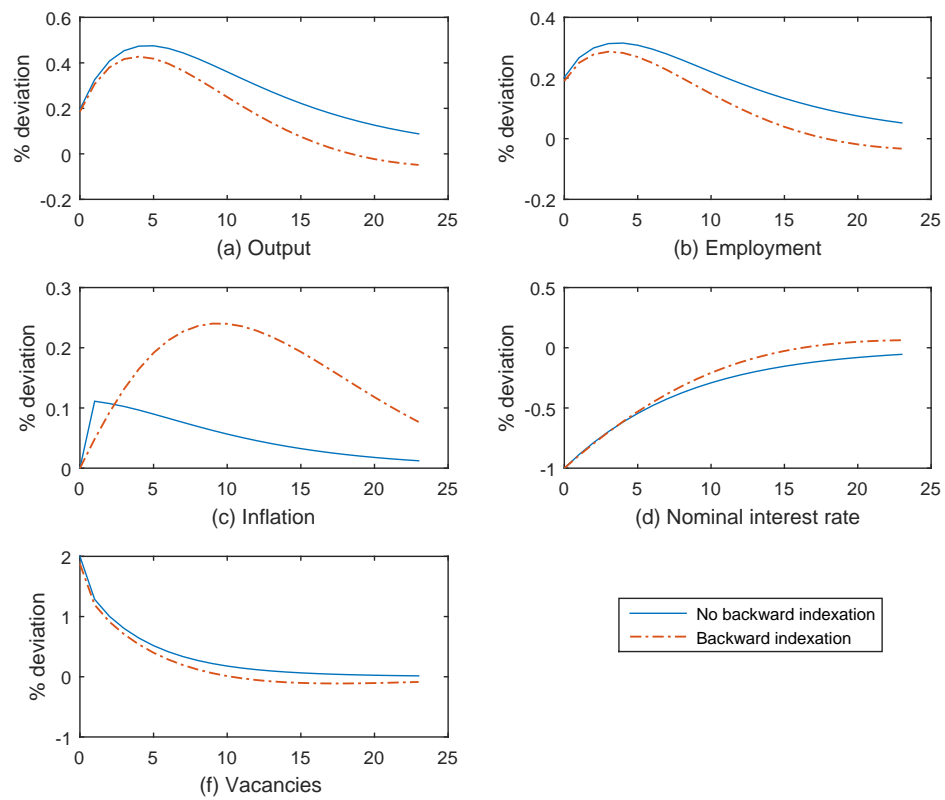 0.6
0.4
0.2
0
-0.2
% deviation
0 5 10 15 20 25
(a) Output
0.4
0.2
0
-0.2
% deviation
0 5 10 15 20 25
(b) Employment
0.3
0.2
0.1
0
% deviation
0 5 10 15 20 25
(c) Inflation
0.5
0
-0.5
-1
% deviation
0 5 10 15 20 25
(d) Nominal interest rate
2
1
0
-1
% deviation
0 5 10 15 20 25
(f) Vacancies
No backward indexation
Backward indexation